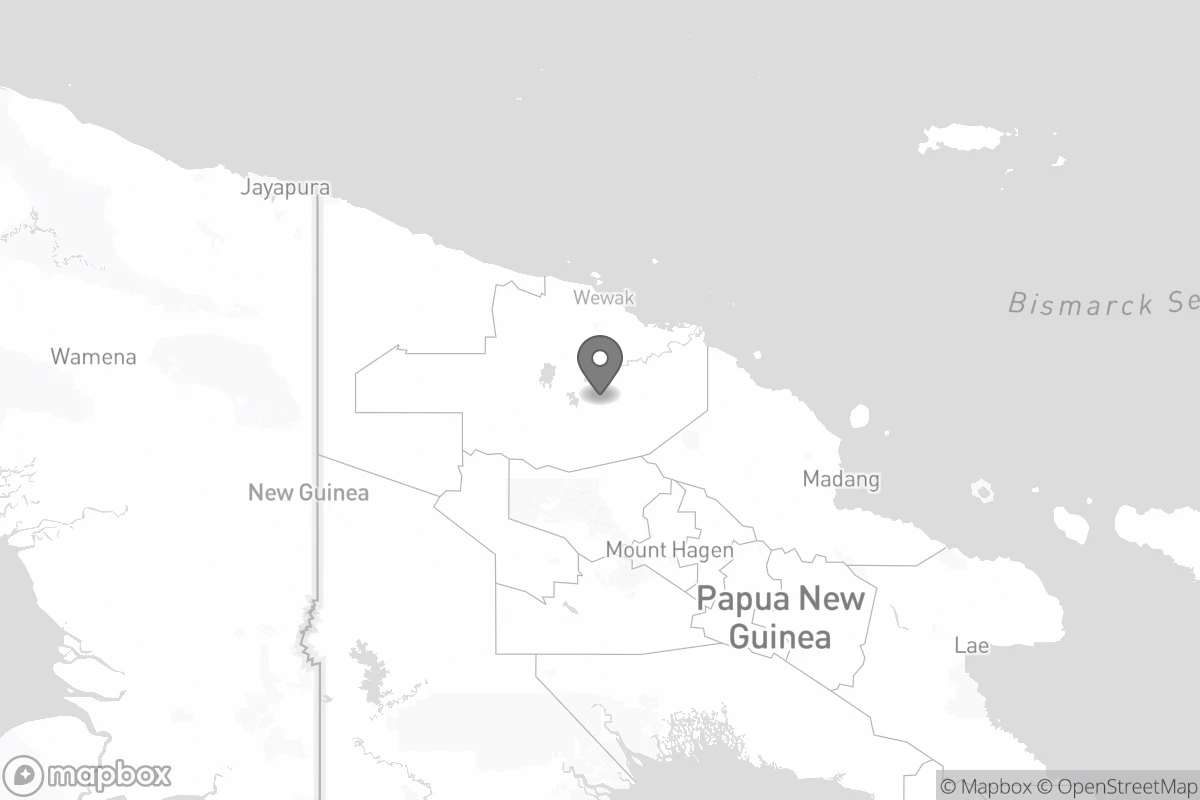 Jayapura
Wewak
Bismarck Se
Wamena
Madang
New Guinea
Mount Hagen
Papua New
Guinea
Lae
mapbox
© Mapbox © OpenStreetMap